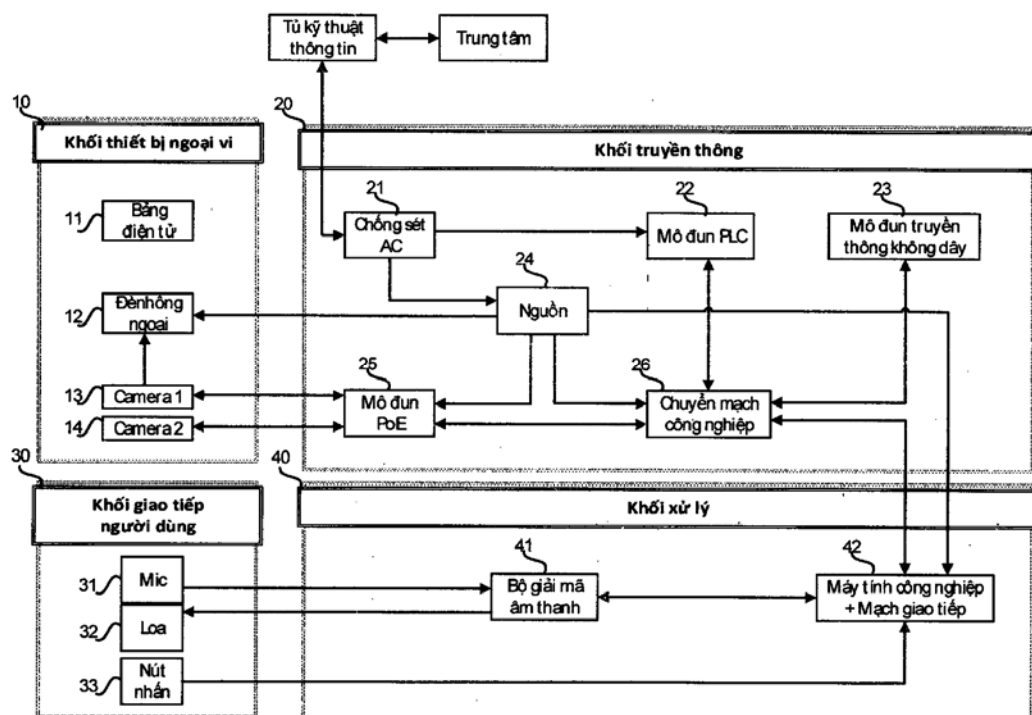 Tủ kỹ thuật
thông tin
Trung tâm
10
Khối thiết bị ngoại vi
20
Khối truyền thông
11
Bảng
điện tử
21
Chống sét
AC
22
Mô đun PLC
23
Mô đun truyền
thông không dây
24
Nguồn
12
Đènhông
ngoại
13
Camera 1
14
Camera 2
25
Mô đun
PoE
26
Chuyển mạch
công nghiệp
30
Khối giao tiếp
người dùng
40
Khối xử lý
31
Mic
32
Loa
33
Nút
nhấn
41
Bộ giải mã
âm thanh
42
Máy tính công nghiệp
+ Mạch giao tiếp